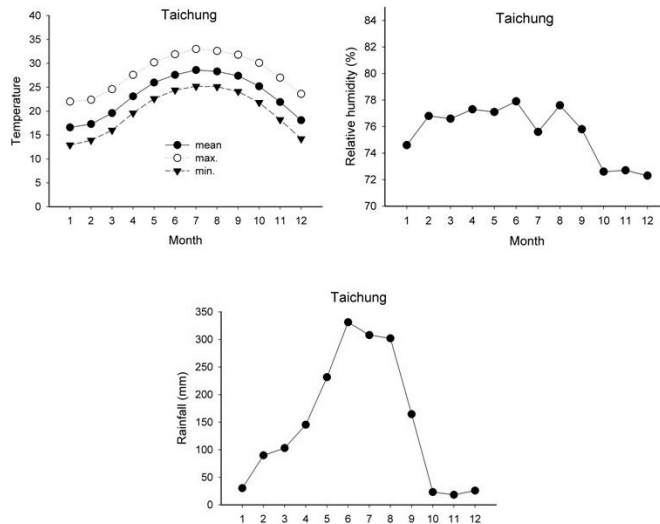 Taichung
Temperature
40
35
30
25
20
15
10
5
0
mean
max.
min.
1 2 3 4 5 6 7 8 9 10 11 12
Month
Taichung
Relative humidity (%)
84
82
80
78
76
74
72
70
1 2 3 4 5 6 7 8 9 10 11 12
Month
Taichung
Rainfall (mm)
350
300
250
200
150
100
50
0
1 2 3 4 5 6 7 8 9 10 11 12
Month